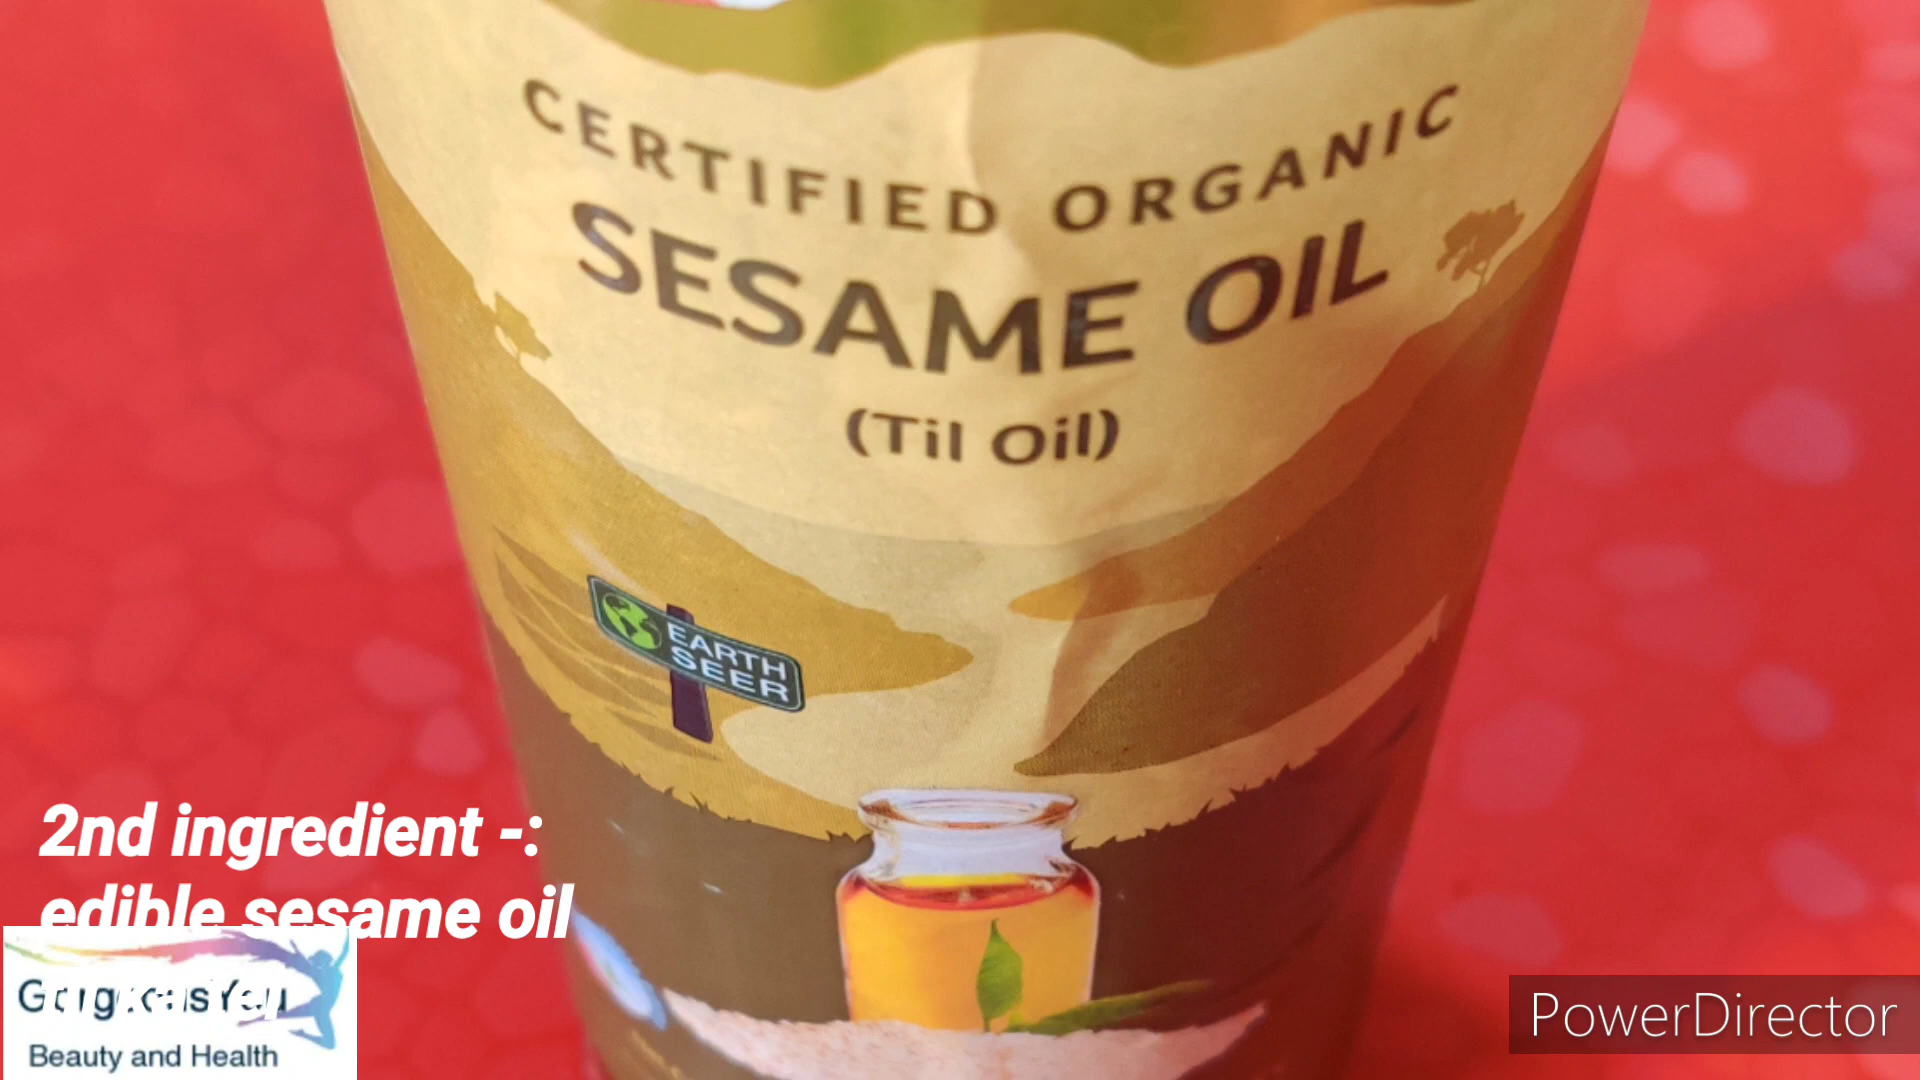 CERTIFIED ORGANIC
SESAME OIL
(Til Oil)
EARTH
SEER
2nd ingredient -:
edible sesame oil
Beauty and Health
PowerDirector